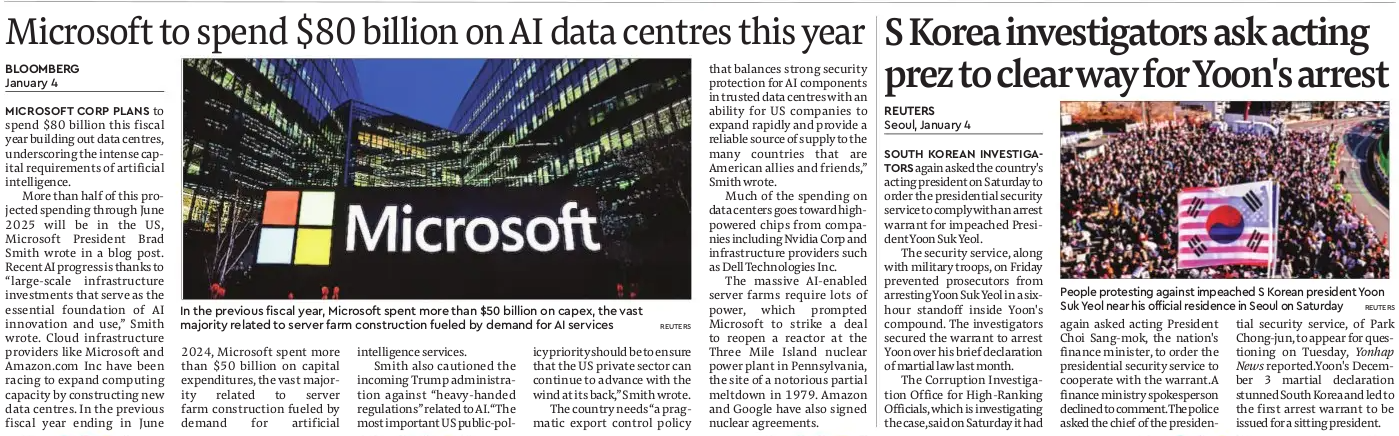 Microsoft to spend $80 billion on AI data centres this year
BLOOMBERG
January 4
MICROSOFT CORP PLANS to
spend $80 billion this fiscal
year building out data centres,
underscoring the intense cap-
ital requirements of artificial
intelligence.
More than half of this pro-
jected spending through June
2025 will be in the US,
Microsoft President Brad
Smith wrote in a blog post.
Recent AI progress is thanks to
“large-scale infrastructure
investments that serve as the
essential foundation of AI
innovation and use,” Smith
wrote. Cloud infrastructure
providers like Microsoft and
Amazon.com Inc have been
racing to expand computing
capacity by constructing new
data centres. In the previous
fiscal year ending in June
Microsoft
In the previous fiscal year, Microsoft spent more than $50 billion on capex, the vast
majority related to server farm construction fueled by demand for AI services
REUTERS
2024, Microsoft spent more
than $50 billion on capital
expenditures, the vast major-
ity related to server
farm construction fueled by
demand for artificial
intelligence services.
Smith also cautioned the
incoming Trump administra-
tion against “heavy-handed
regulations” related to AI. “The
most important US public-pol-
icy priority should be to ensure
that the US private sector can
continue to advance with the
wind at its back,” Smith wrote.
The country needs “a prag-
matic export control policy
that balances strong security
protection for AI components
in trusted data centres with an
ability for US companies to
expand rapidly and provide a
reliable source of supply to the
many countries that are
American allies and friends,”
Smith wrote.
Much of the spending on
data centers goes toward high-
powered chips from compa-
nies including Nvidia Corp and
infrastructure providers such
as Dell Technologies Inc.
The massive AI-enabled
server farms require lots of
power, which prompted
Microsoft to strike a deal
to reopen a reactor at the
Three Mile Island nuclear
power plant in Pennsylvania,
the site of a notorious partial
meltdown in 1979. Amazon
and Google have also signed
nuclear agreements.
S Korea investigators ask acting
prez to clear way for Yoon's arrest
REUTERS
Seoul, January 4
SOUTH KOREAN INVESTIGA-
TORS again asked the country's
acting president on Saturday to
order the presidential security
service to comply with an arrest
warrant for impeached Presi-
dent Yoon Suk Yeol.
The security service, along
with military troops, on Friday
prevented prosecutors from
arresting Yoon Suk Yeol in a six-
hour standoff inside Yoon's
compound. The investigators
secured the warrant to arrest
Yoon over his brief declaration
of martial law last month.
The Corruption Investiga-
tion Office for High-Ranking
Officials, which is investigating
the case, said on Saturday it had
People protesting against impeached S Korean president Yoon
Suk Yeol near his official residence in Seoul on Saturday
REUTERS
again asked acting President
Choi Sang-mok, the nation's
finance minister, to order the
presidential security service to
cooperate with the warrant. A
finance ministry spokesperson
declined to comment. The police
asked the chief of the presiden-
tial security service, of Park
Chong-jun, to appear for ques-
tioning on Tuesday, Yonhap
News reported. Yoon's Decem-
ber 3 martial declaration
stunned South Korea and led to
the first arrest warrant to be
issued for a sitting president.